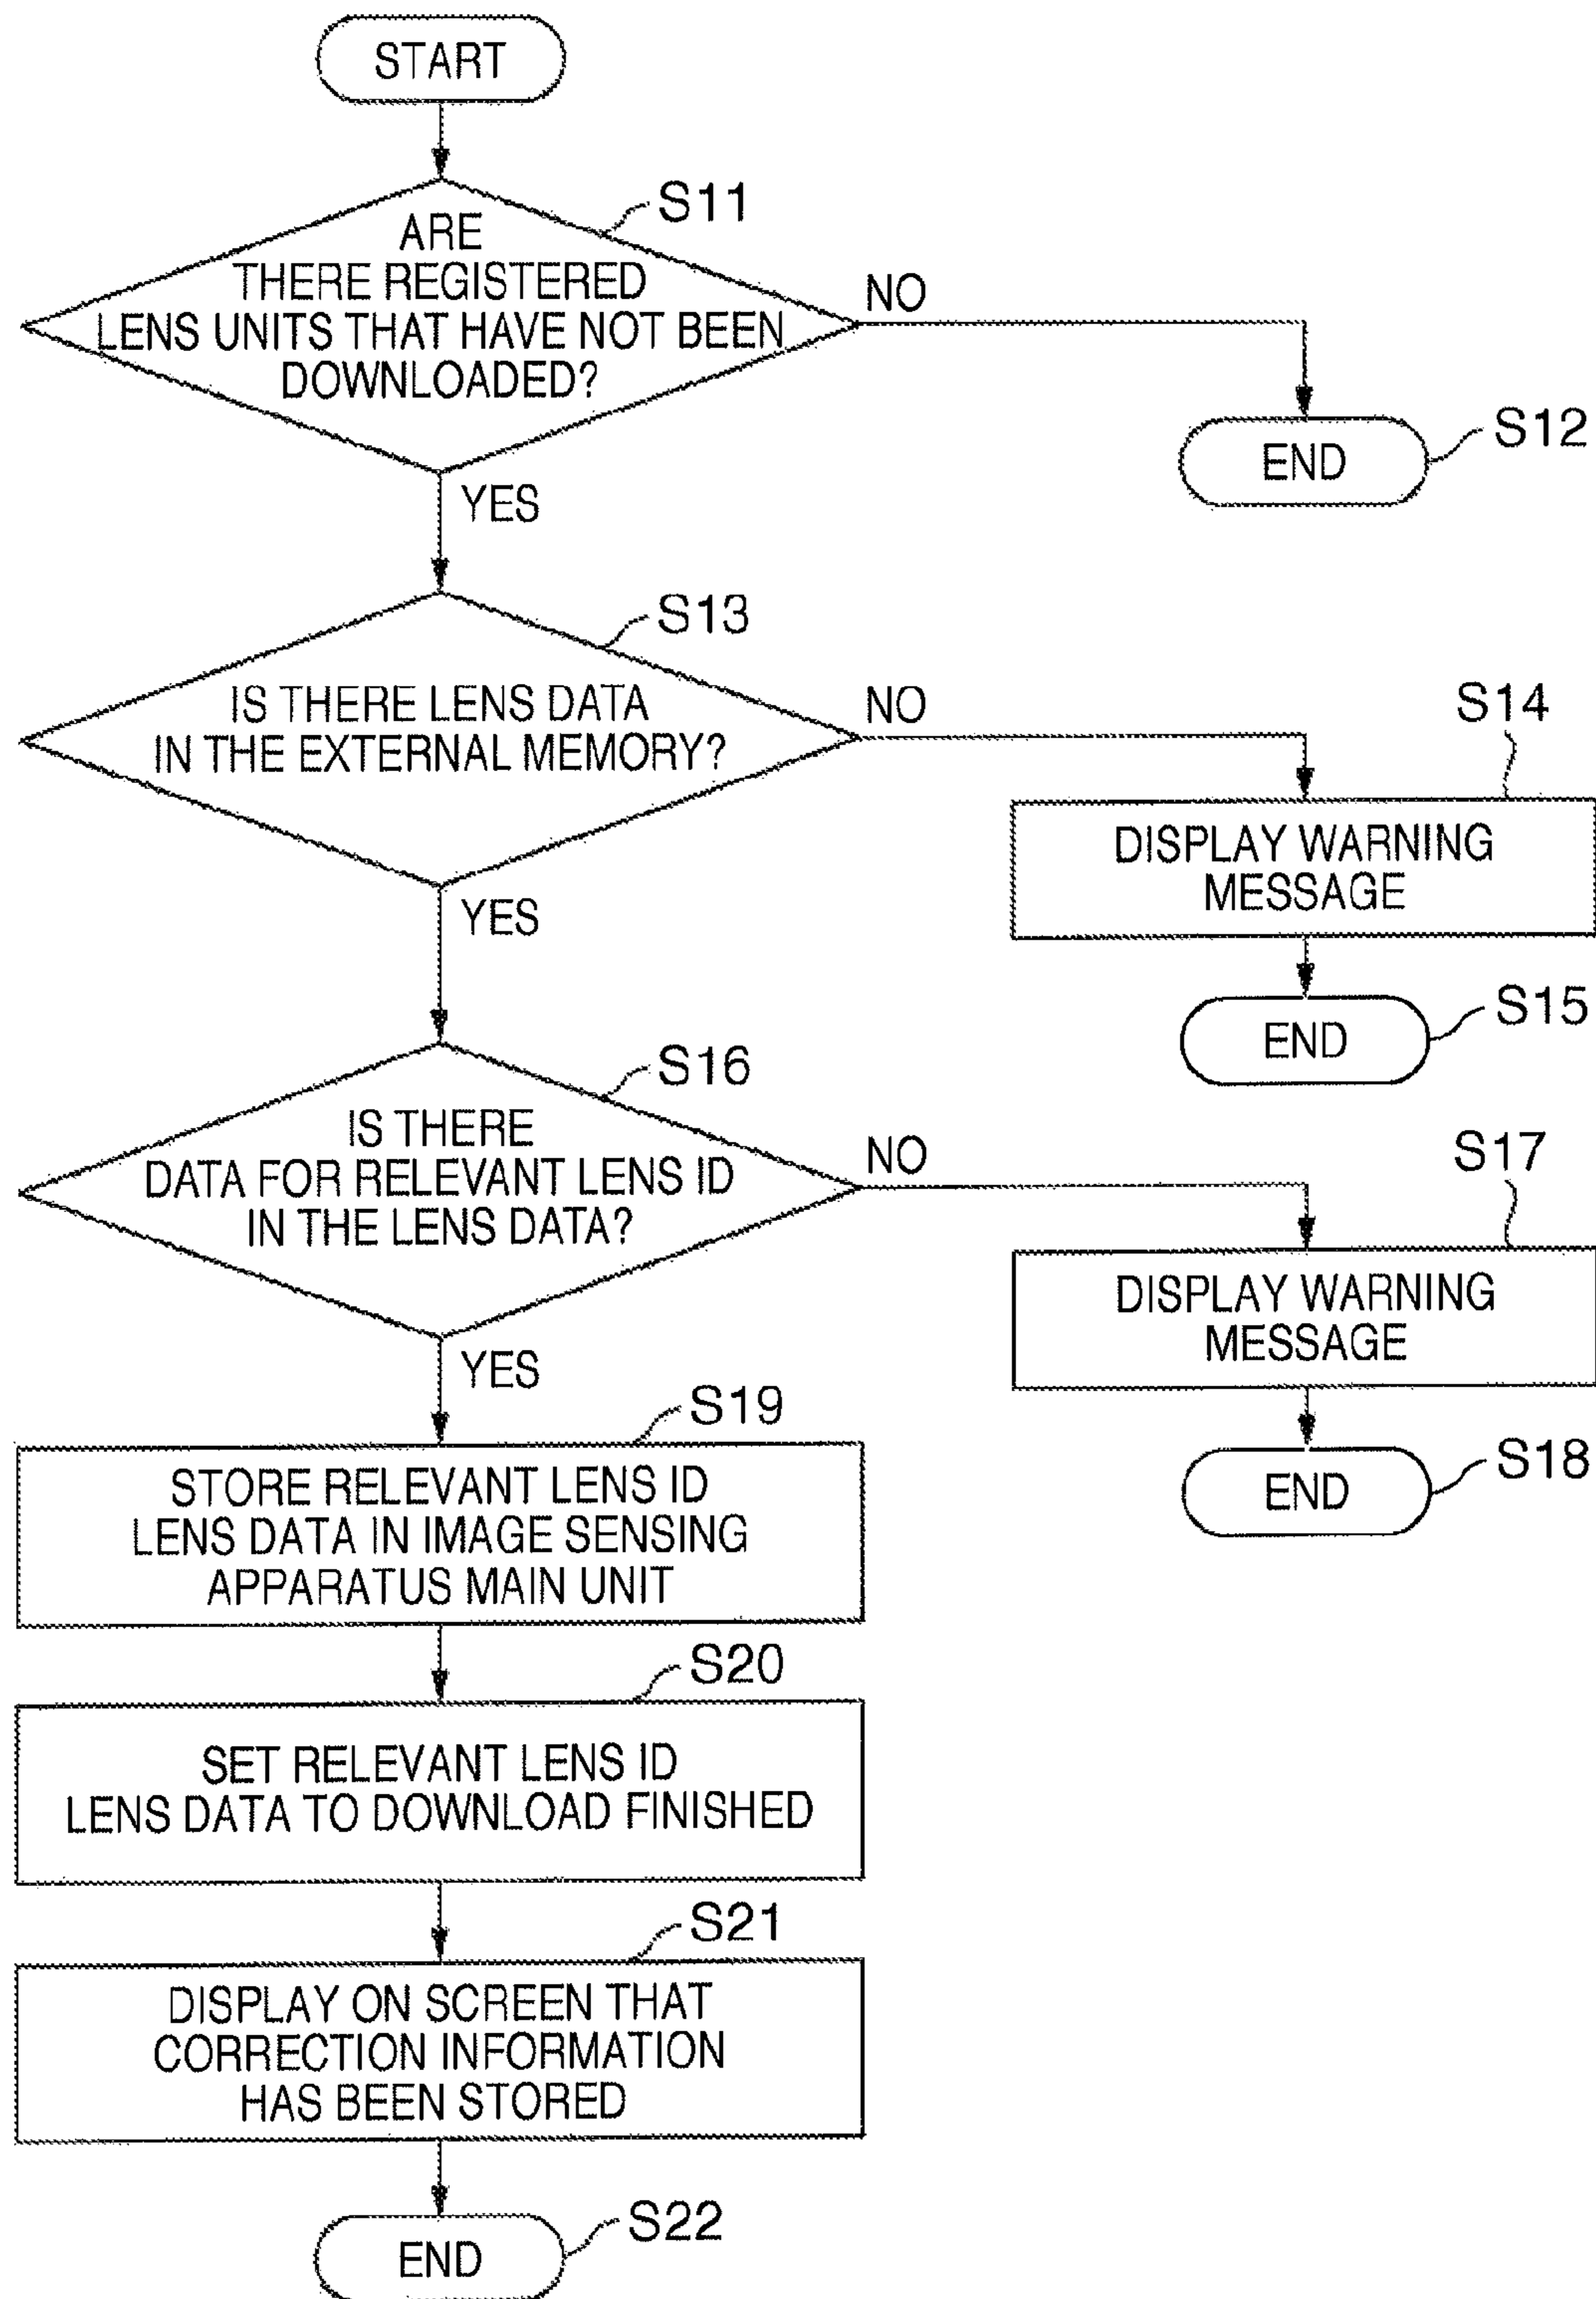 START
S11
ARE
THERE REGISTERED
LENS UNITS THAT HAVE NOT BEEN
DOWNLOADED?
NO
S12
END
YES
S13
IS THERE LENS DATA
IN THE EXTERNAL MEMORY?
NO
S14
DISPLAY WARNING
MESSAGE
YES
S15
END
S16
IS THERE
DATA FOR RELEVANT LENS ID
IN THE LENS DATA?
NO
S17
DISPLAY WARNING
MESSAGE
YES
S18
END
S19
STORE RELEVANT LENS ID
LENS DATA IN IMAGE SENSING
APPARATUS MAIN UNIT
S20
SET RELEVANT LENS ID
LENS DATA TO DOWNLOAD FINISHED
S21
DISPLAY ON SCREEN THAT
CORRECTION INFORMATION
HAS BEEN STORED
S22
END